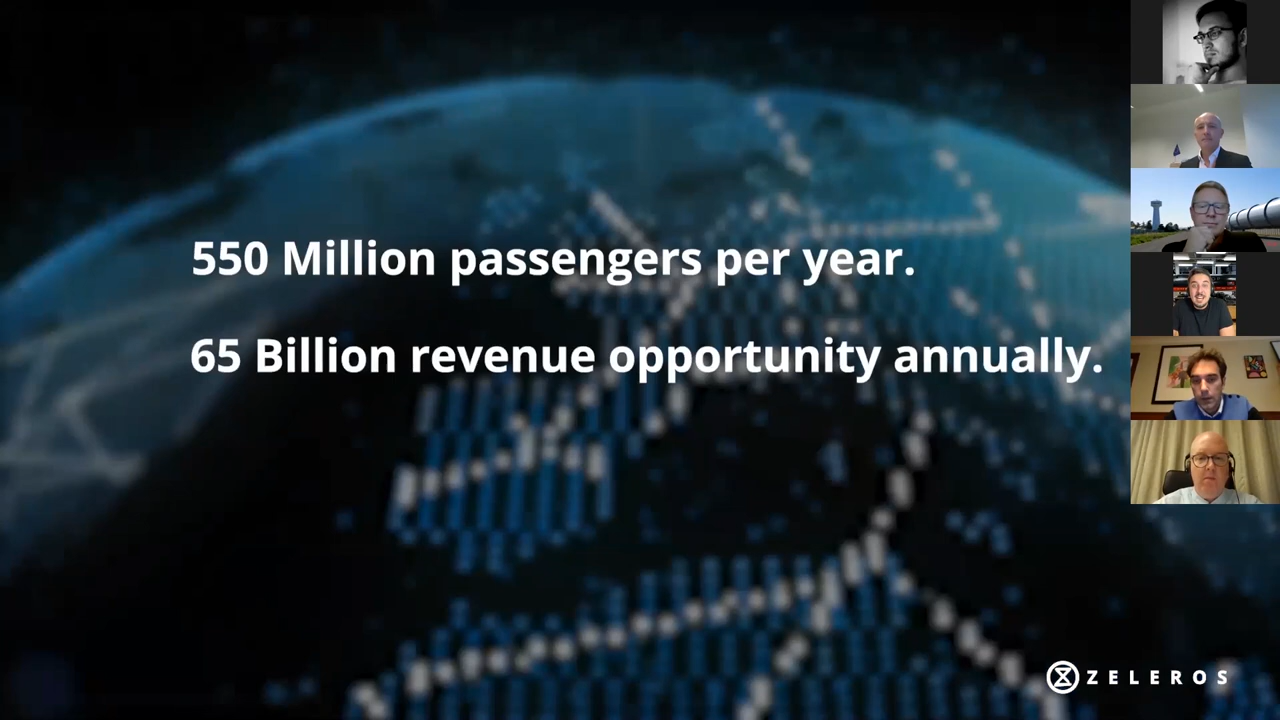 550 Million passengers per year.
65 Billion revenue opportunity annually.
ZELEROS